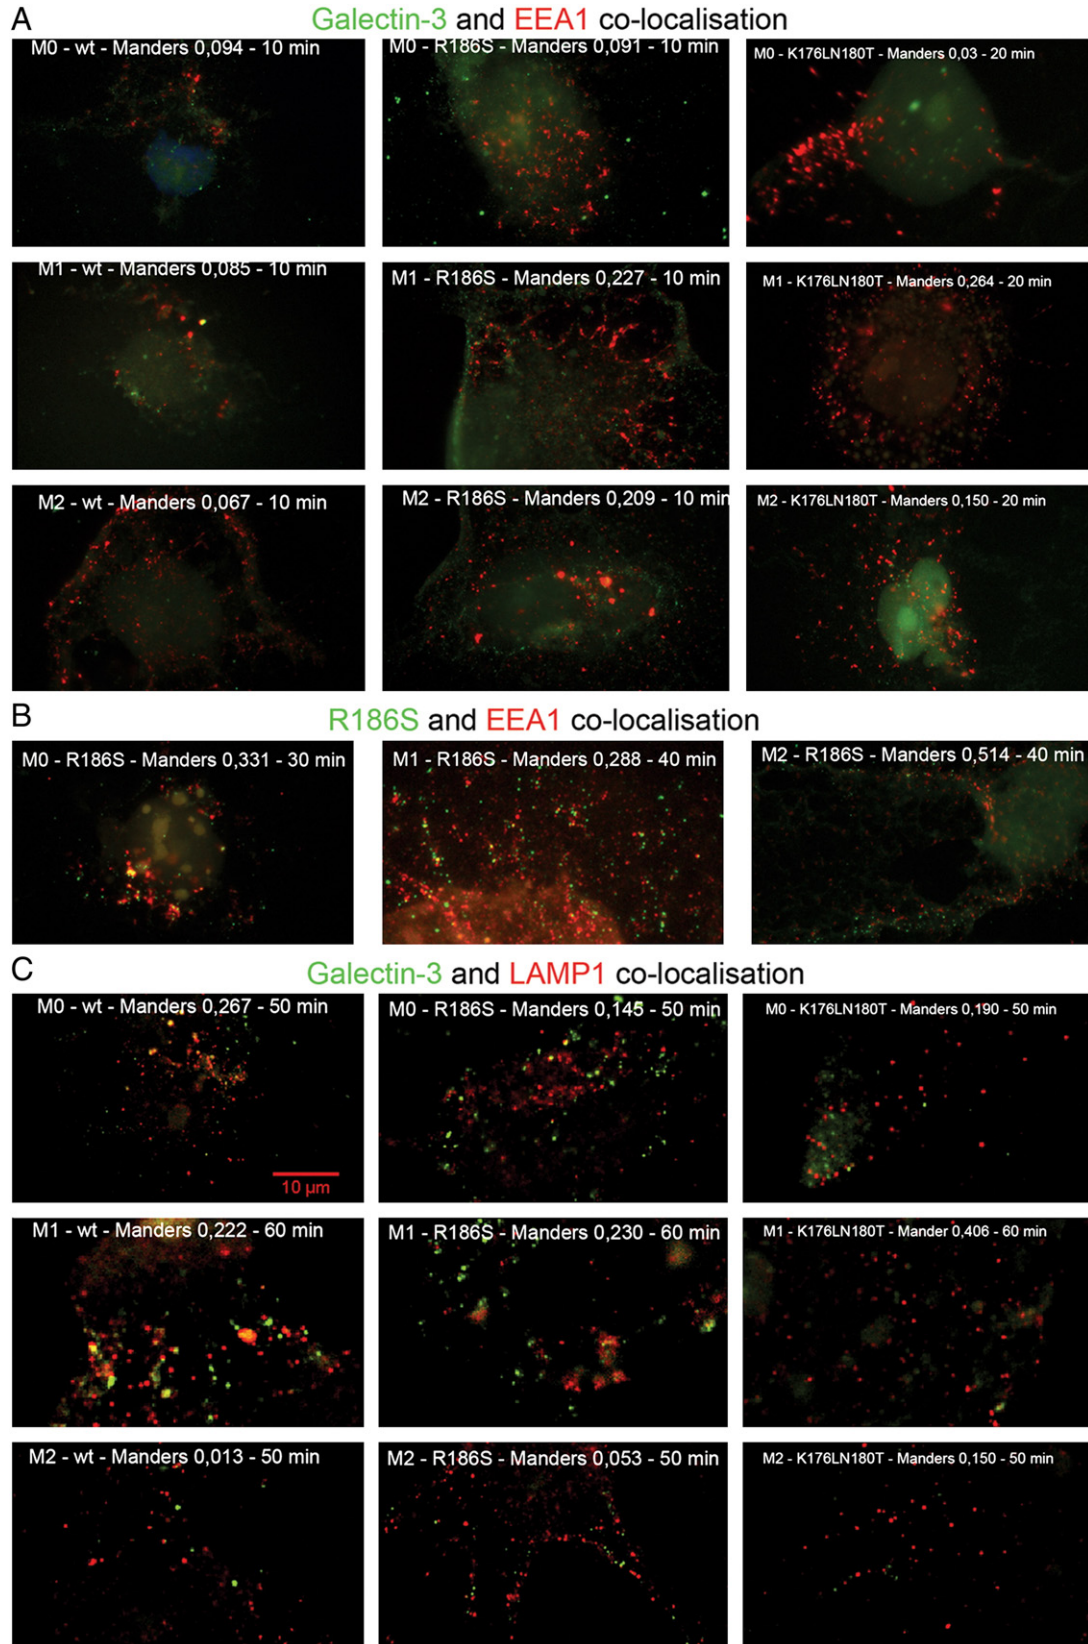 A
Galectin-3 and EEA1 co-localisation
M0 - wt - Manders 0,094 - 10 min
M0 - R186S - Manders 0,091 - 10 min
M0 - K176LN180T - Manders 0,03 - 20 min
M1 - wt - Manders 0,085 - 10 min
M1 - R186S - Manders 0,227 - 10 min
M1 - K176LN180T - Manders 0,264 - 20 min
M2 - wt - Manders 0,067 - 10 min
M2 - R186S - Manders 0,209 - 10 min
M2 - K176LN180T - Manders 0,150 - 20 min
B
R186S and EEA1 co-localisation
M0 - R186S - Manders 0,331 - 30 min
M1 - R186S - Manders 0,288 - 40 min
M2 - R186S - Manders 0,514 - 40 min
C
Galectin-3 and LAMP1 co-localisation
M0 - wt - Manders 0,267 - 50 min
M0 - R186S - Manders 0,145 - 50 min
M0 - K176LN180T - Manders 0,190 - 50 min
10 µm
M1 - wt - Manders 0,222 - 60 min
M1 - R186S - Manders 0,230 - 60 min
M1 - K176LN180T - Mander 0,406 - 60 min
M2 - wt - Manders 0,013 - 50 min
M2 - R186S - Manders 0,053 - 50 min
M2 - K176LN180T - Manders 0,150 - 50 min